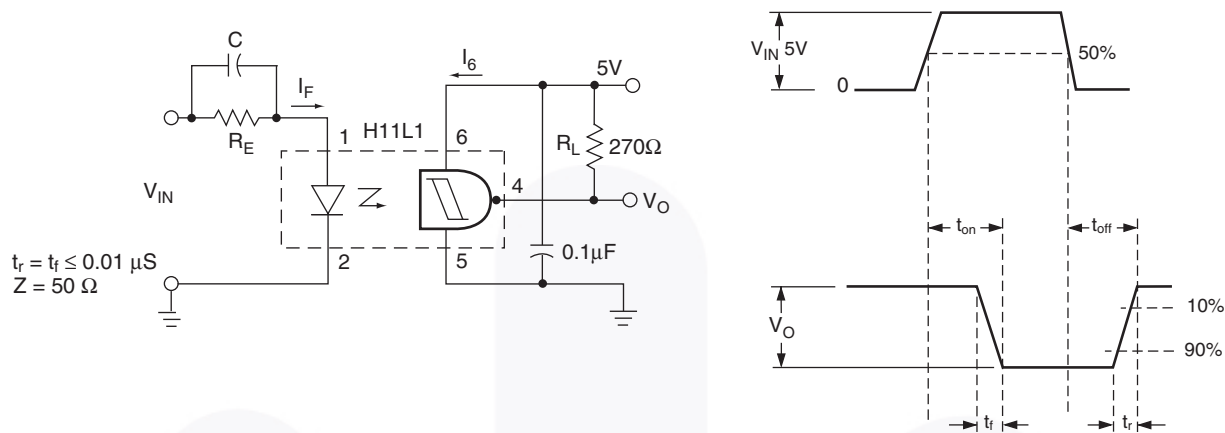 C
I_F
R_E
V_IN
t_r = t_f ≤ 0.01 μS
Z = 50 Ω
H11L1
1
2
I_6
6
5
4
5V
R_L
270Ω
V_O
0.1μF
V_IN 5V
0
50%
t_on
t_off
V_O
10%
90%
t_f
t_r